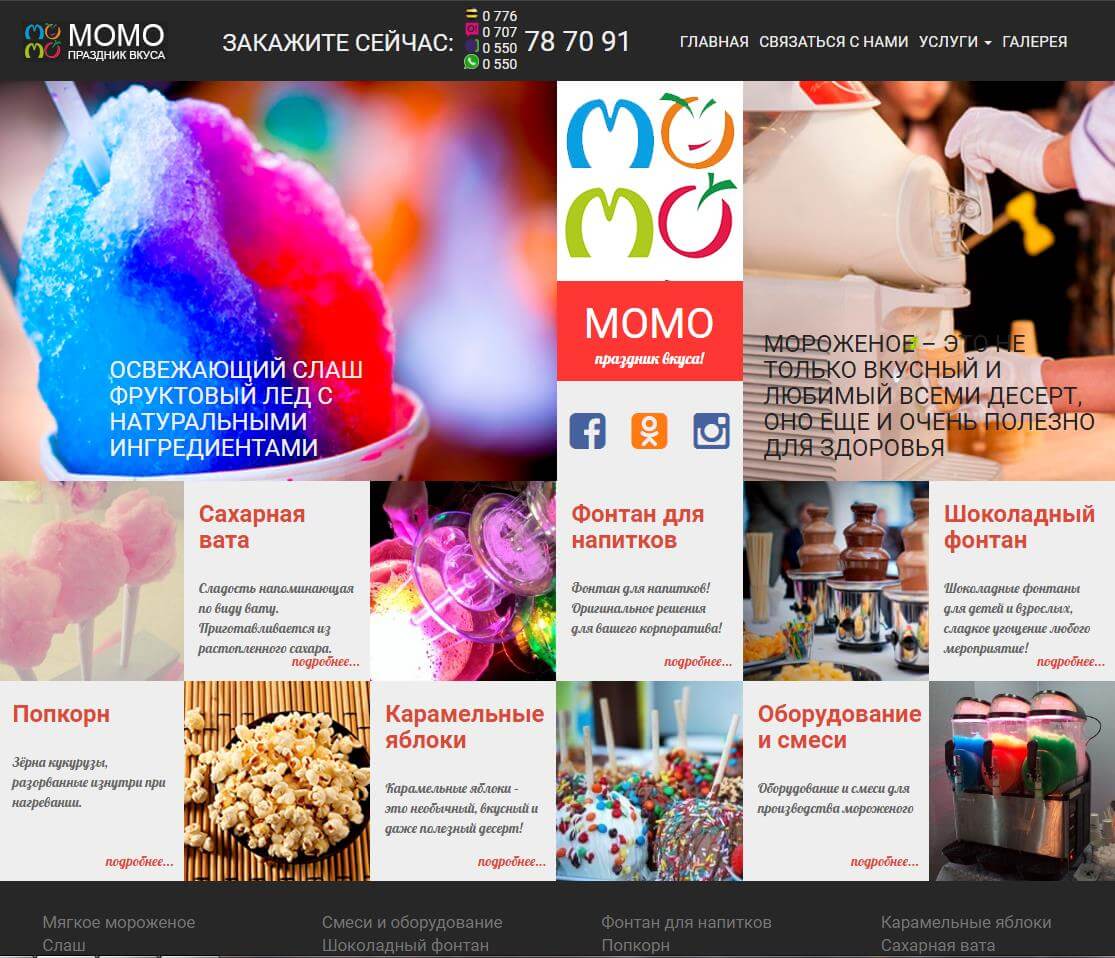 МОМО
ПРАЗДНИК ВКУСА
ЗАКАЖИТЕ СЕЙЧАС:
0 776
0 707
0 550
0 550
78 70 91
ГЛАВНАЯ СВЯЗАТЬСЯ С НАМИ УСЛУГИ ГАЛЕРЕЯ
ОСВЕЖАЮЩИЙ СЛАШ
ФРУКТОВЫЙ ЛЕД С
НАТУРАЛЬНЫМИ
ИНГРЕДИЕНТАМИ
МОМО
МОМО
праздник вкуса!
МОРОЖЕНОЕ – ЭТО НЕ
ТОЛЬКО ВКУСНЫЙ И
ЛЮБИМЫЙ ВСЕМИ ДЕСЕРТ,
ОНО ЕЩЕ И ОЧЕНЬ ПОЛЕЗНО
ДЛЯ ЗДОРОВЬЯ
Сахарная
вата
Сладость напоминающая
по виду вату.
Приготавливается из
растопленного сахара.
подробнее...
Фонтан для
напитков
Фонтан для напитков!
Оригинальное решения
для вашего корпоратива!
подробнее...
Шоколадный
фонтан
Шоколадные фонтаны
для детей и взрослых,
сладкое угощение любого
мероприятие!
подробнее...
Попкорн
Зёрна кукурузы,
разорванные изнутри при
нагревании.
подробнее...
Карамельные
яблоки
Карамельные яблоки -
это необычный, вкусный и
даже полезный десерт!
подробнее...
Оборудование
и смеси
Оборудование и смеси для
производства мороженого
подробнее...
Мягкое мороженое
Слаш
Смеси и оборудование
Шоколадный фонтан
Фонтан для напитков
Попкорн
Карамельные яблоки
Сахарная вата